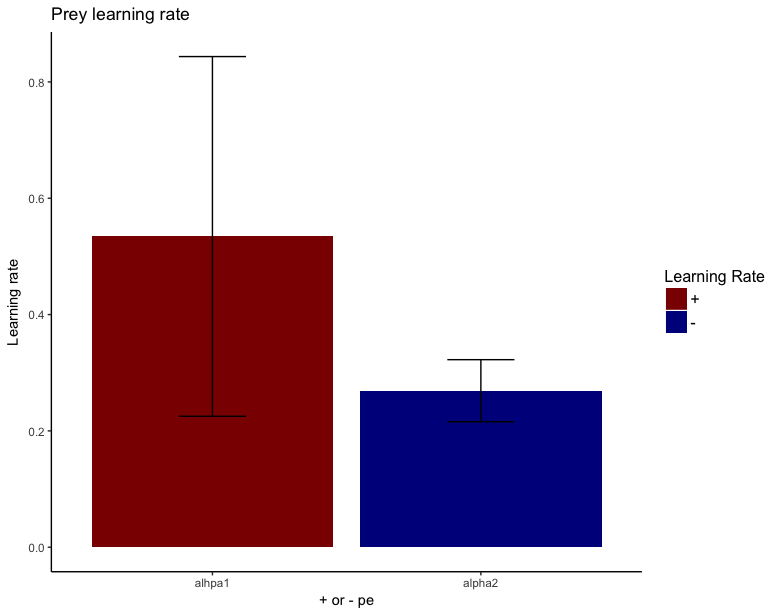 Prey learning rate
Learning rate
0.8
0.6
0.4
0.2
0.0
alhpa1
alpha2
+ or - pe
Learning Rate
+
-